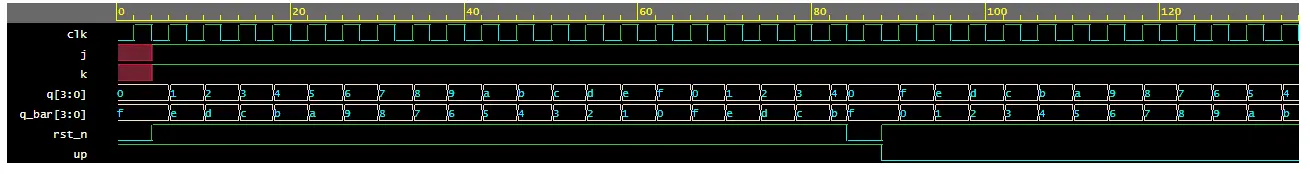 0 20 40 60 80 100 120
clk
j
k
q[3:0] 0 1 2 3 4 5 6 7 8 9 a b c d e f 0 1 2 3 4 0 f e d c b a 9 8 7 6 5 4
q_bar[3:0] f e d c b a 9 8 7 6 5 4 3 2 1 0 f e d c b f 0 1 2 3 4 5 6 7 8 9 a b
rst_n
up